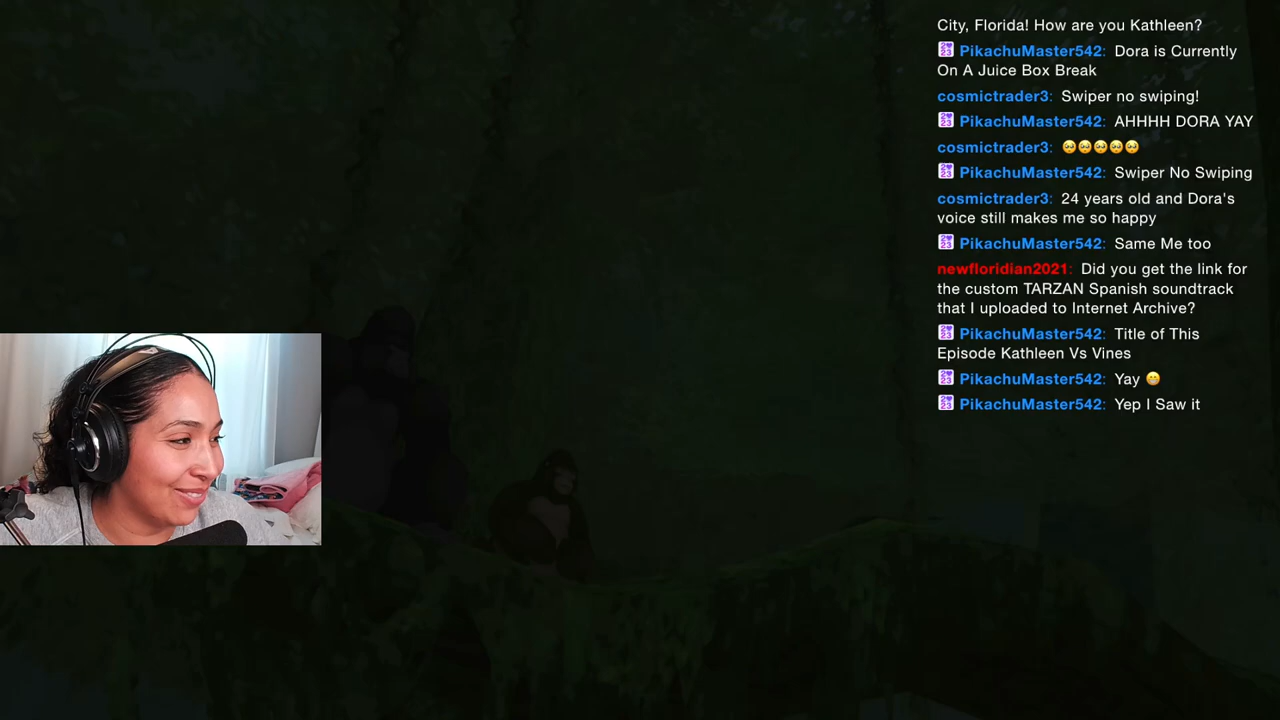 City, Florida! How are you Kathleen?
PikachuMaster542: Dora is Currently
On A Juice Box Break
cosmictrader3: Swiper no swiping!
PikachuMaster542: AHHHH DORA YAY
cosmictrader3: 🥺🥺🥺🥺🥺
PikachuMaster542: Swiper No Swiping
cosmictrader3: 24 years old and Dora's
voice still makes me so happy
PikachuMaster542: Same Me too
newfloridian2021: Did you get the link for
the custom TARZAN Spanish soundtrack
that I uploaded to Internet Archive?
PikachuMaster542: Title of This
Episode Kathleen Vs Vines
PikachuMaster542: Yay 😁
PikachuMaster542: Yep I Saw it